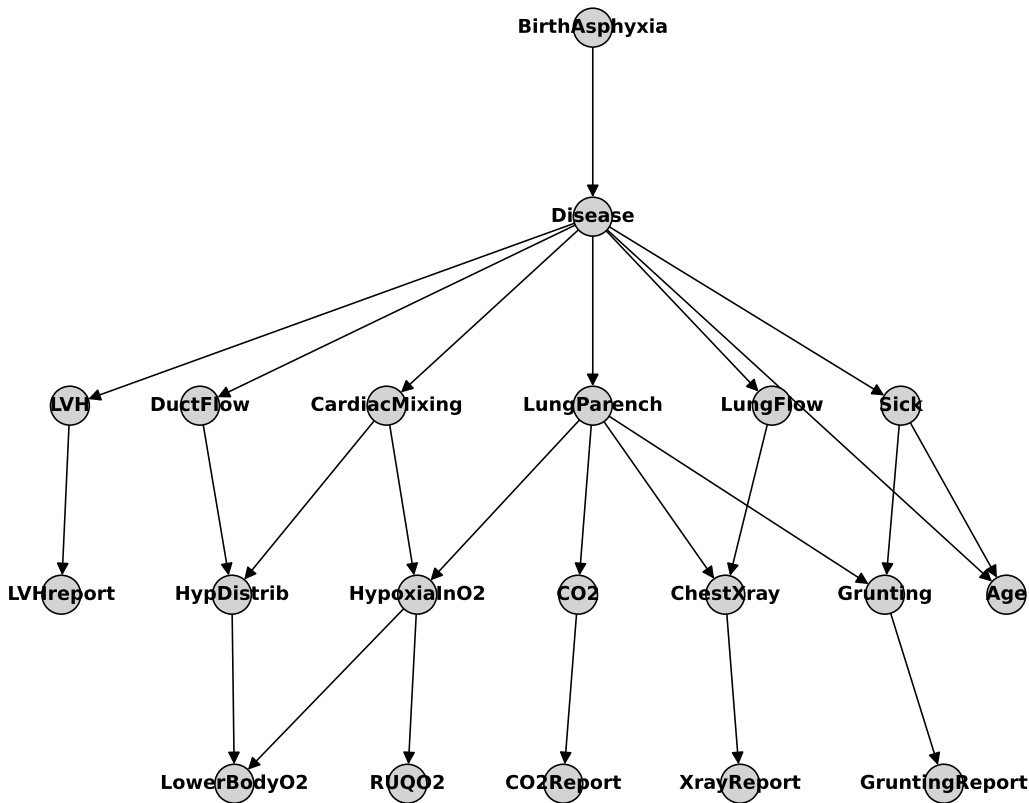 BirthAsphyxia
Disease
LVH DuctFlow CardiacMixing LungParench LungFlow Sick
LVHreport HypDistrib HypoxiaInO2 CO2 ChestXray Grunting Age
LowerBodyO2 RUQO2 CO2Report XrayReport GruntingReport